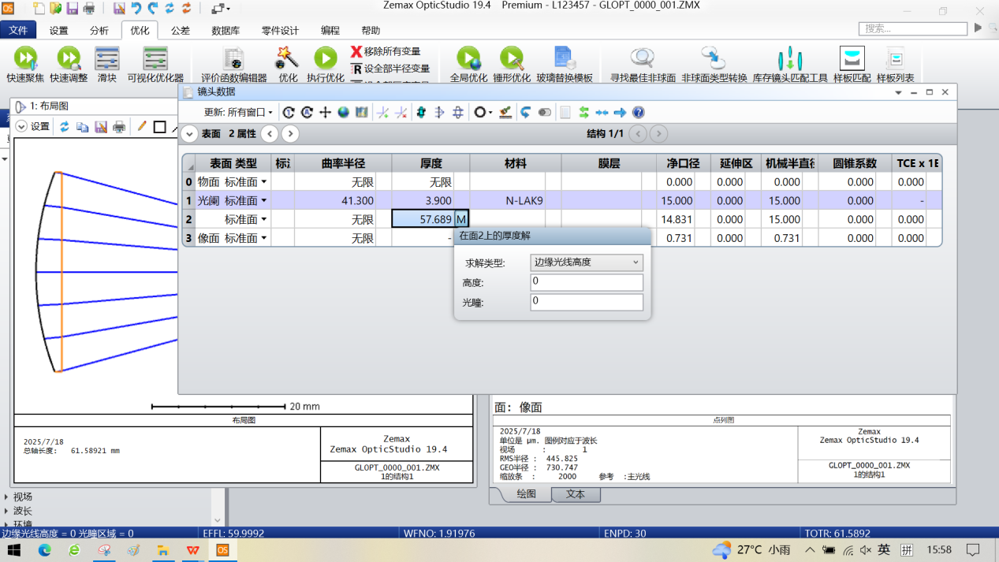 OS
Zemax OpticStudio 19.4 Premium - L123457 - GLOPT_0000_001.ZMX
文件 设置 分析 优化 公差 数据库 零件设计 编程 帮助 搜索...
移除所有变量
设全部半径变量
快速聚焦 快速调整 滑块 可视化优化器 评价函数编辑器 优化 执行优化 全局优化 锤形优化 玻璃替换模板 寻找最佳非球面 非球面类型转换 库存镜头匹配工具 样板匹配 样板列表
镜头数据
1: 布局图
更新: 所有窗口
设置
表面 2 属性 结构 1/1
表面 类型 标注 曲率半径 厚度 材料 膜层 净口径 延伸区 机械半直径 圆锥系数 TCE x 1E
0 物面 标准面 无限 无限 0.000 0.000 0.000 0.000 0.000
1 光阑 标准面 41.300 3.900 N-LAK9 15.000 0.000 15.000 0.000 -
2 标准面 无限 57.689 M 14.831 0.000 15.000 0.000 0.000
3 像面 标准面 无限 - 0.731 0.000 0.731 0.000 0.000
在面2上的厚度解
求解类型: 边缘光线高度
高度: 0
光瞳: 0
20 mm
布局图
2025/7/18
总轴长度: 61.58921 mm
Zemax
Zemax OpticStudio 19.4
GLOPT_0000_001.ZMX
1的结构1
面: 像面
点列图
2025/7/18
单位是 µm. 图例对应于波长
视场 : 1
RMS半径 : 445.825
GEO半径 : 730.747
缩放条 : 2000 参考 :主光线
Zemax
Zemax OpticStudio 19.4
GLOPT_0000_001.ZMX
1的结构1
绘图 文本
视场
波长
环境
边缘光线高度 = 0 光瞳区域 = 0 EFFL: 59.9992 WFNO: 1.91976 ENPD: 30 TOTR: 61.5892
27°C 小雨 英 拼 15:58